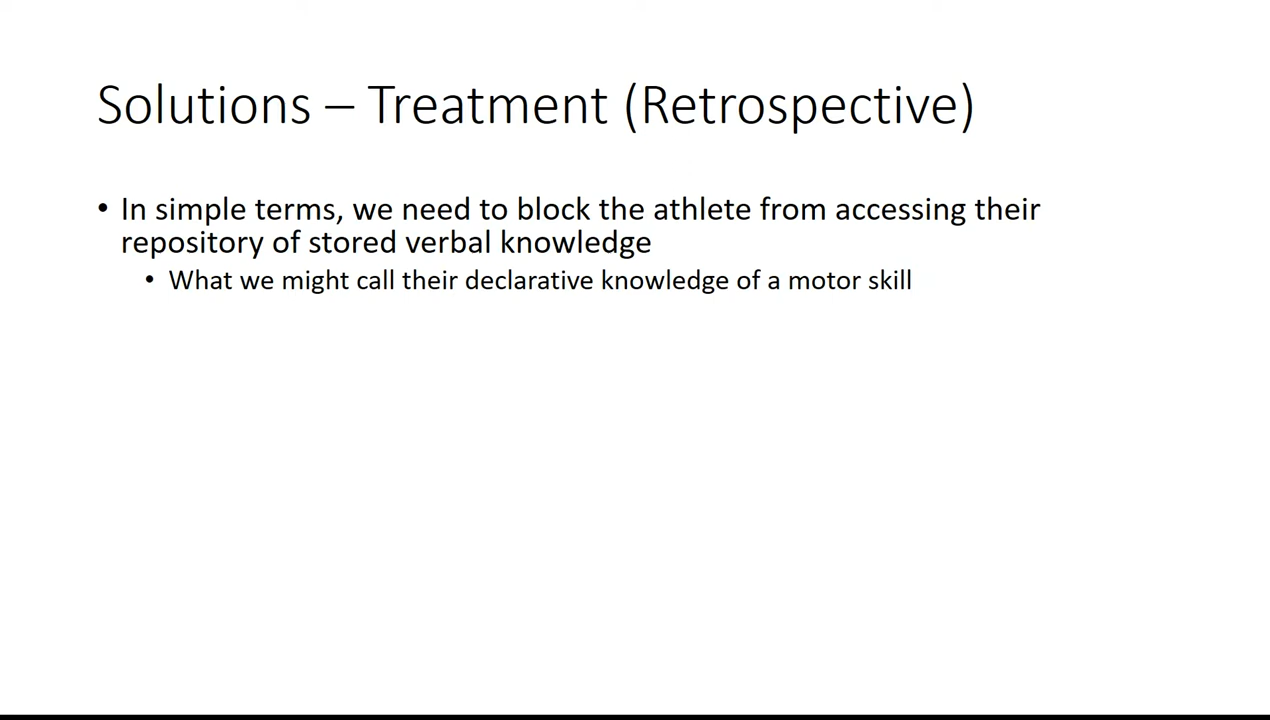 Solutions – Treatment (Retrospective)
• In simple terms, we need to block the athlete from accessing their
repository of stored verbal knowledge
• What we might call their declarative knowledge of a motor skill